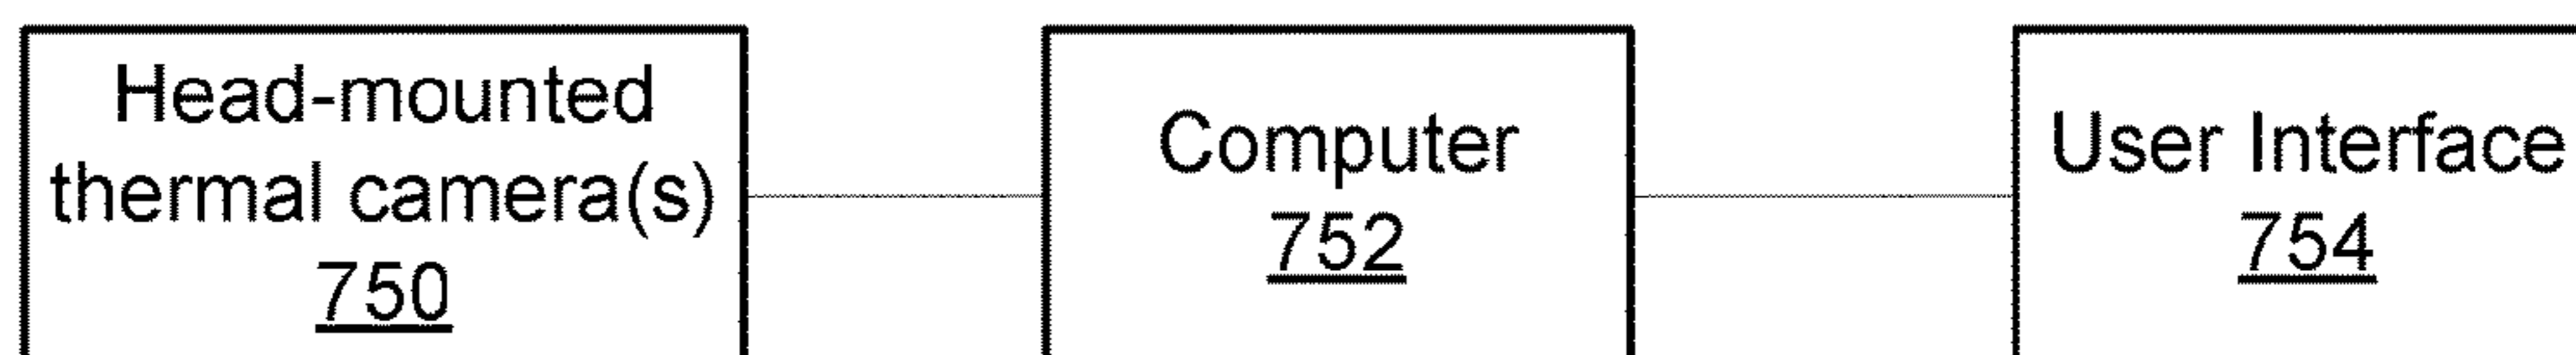 Head-mounted
thermal camera(s)
750
Computer
752
User Interface
754